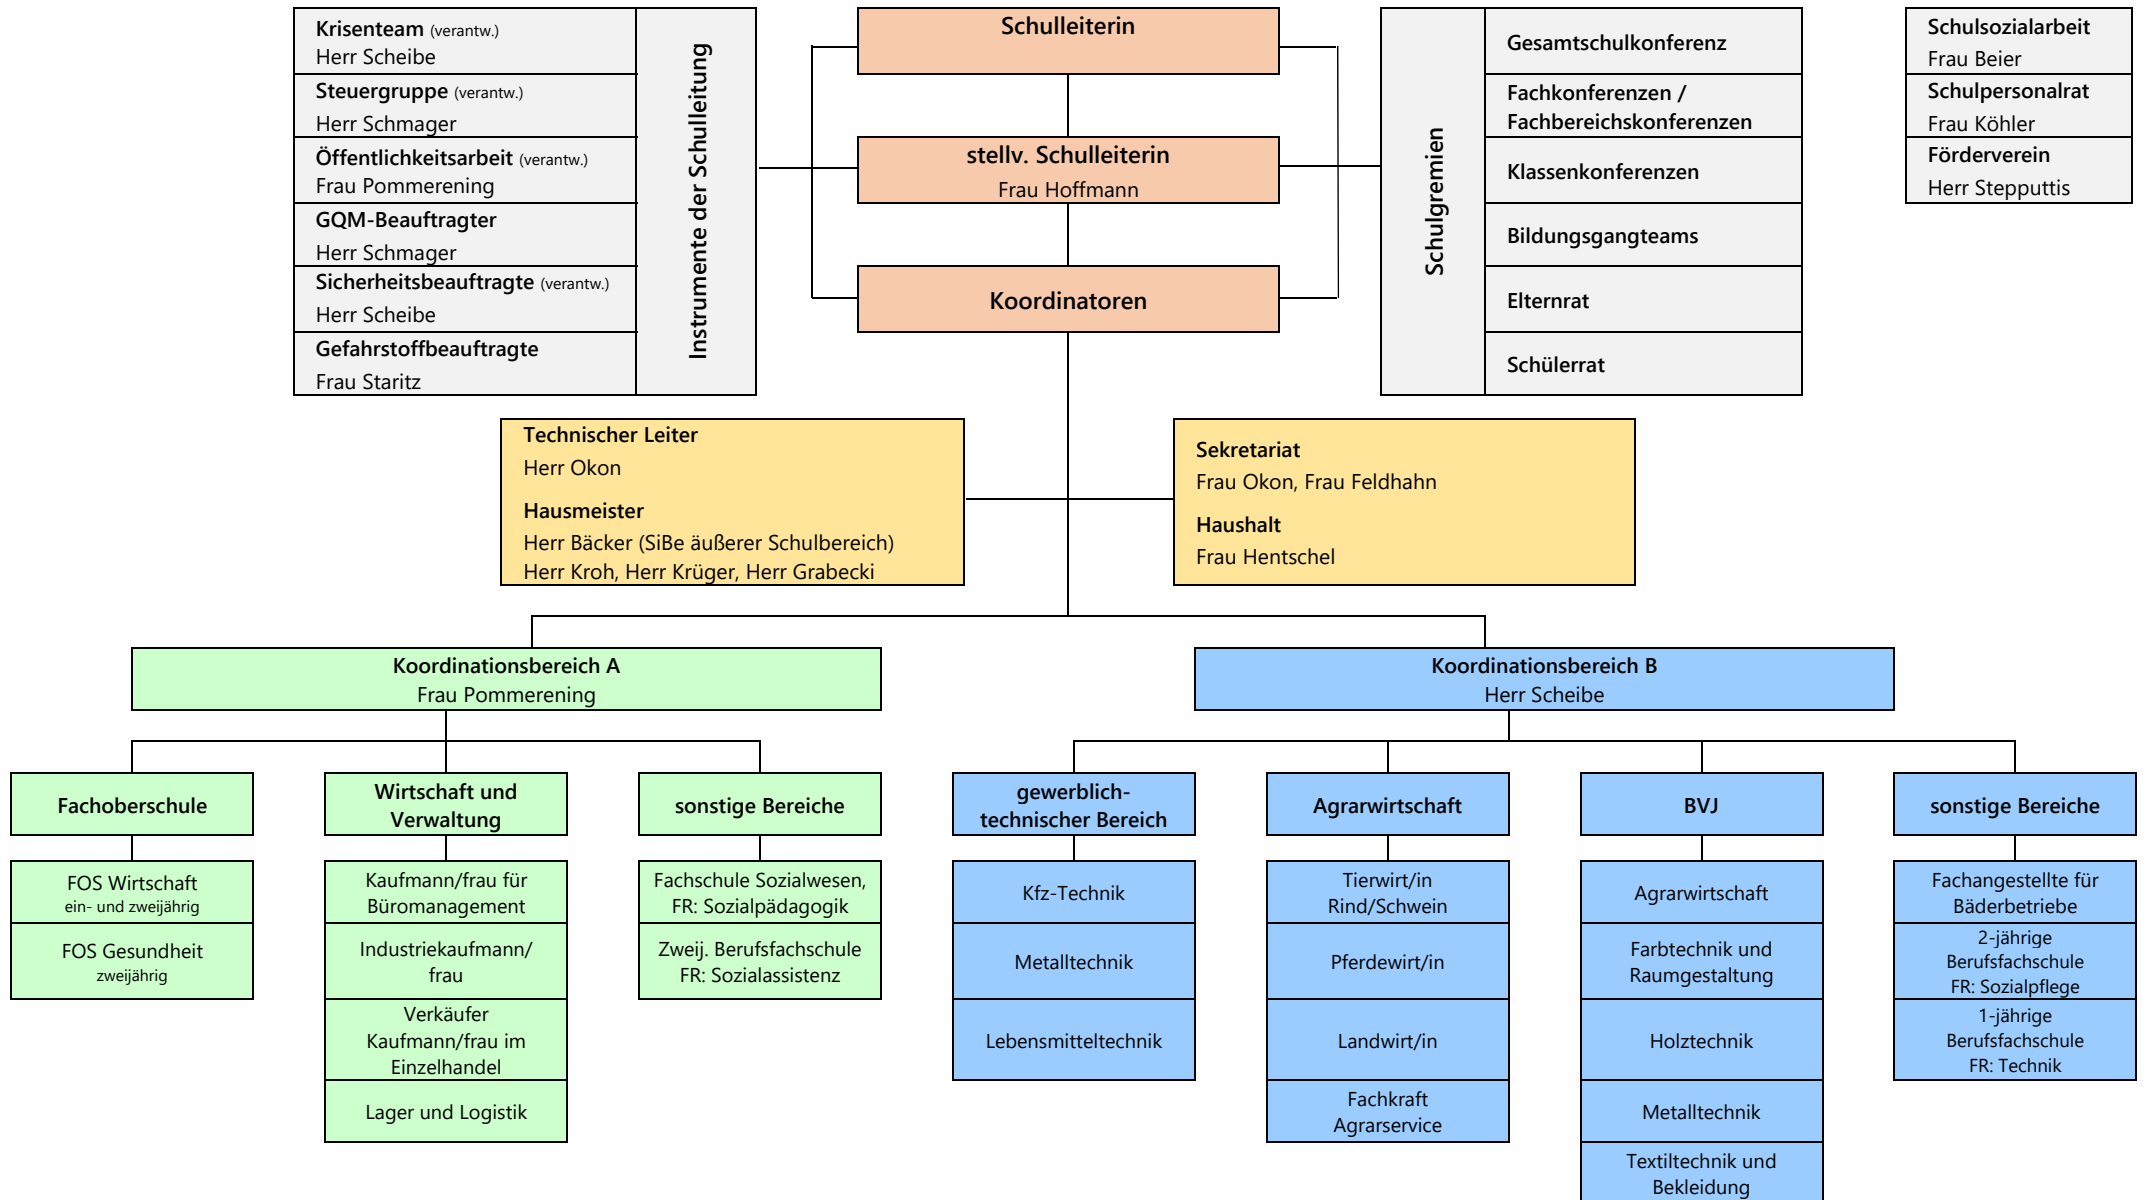 Krisenteam (verantw.)
Herr Scheibe
Steuergruppe (verantw.)
Herr Schmager
Öffentlichkeitsarbeit (verantw.)
Frau Pommerening
GQM-Beauftragter
Herr Schmager
Sicherheitsbeauftragte (verantw.)
Herr Scheibe
Gefahrstoffbeauftragte
Frau Staritz
Instrumente der Schulleitung
Schulleiterin
stellv. Schulleiterin
Frau Hoffmann
Koordinatoren
Schulgremien
Gesamtschulkonferenz
Fachkonferenzen /
Fachbereichskonferenzen
Klassenkonferenzen
Bildungsgangteams
Elternrat
Schülerrat
Schulsozialarbeit
Frau Beier
Schulpersonalrat
Frau Köhler
Förderverein
Herr Stepputtis
Technischer Leiter
Herr Okon
Hausmeister
Herr Bäcker (SiBe äußerer Schulbereich)
Herr Kroh, Herr Krüger, Herr Grabecki
Sekretariat
Frau Okon, Frau Feldhahn
Haushalt
Frau Hentschel
Koordinationsbereich A
Frau Pommerening
Koordinationsbereich B
Herr Scheibe
Fachoberschule
FOS Wirtschaft
ein- und zweijährig
FOS Gesundheit
zweijährig
Wirtschaft und
Verwaltung
Kaufmann/frau für
Büromanagement
Industriekaufmann/
frau
Verkäufer
Kaufmann/frau im
Einzelhandel
Lager und Logistik
sonstige Bereiche
Fachschule Sozialwesen,
FR: Sozialpädagogik
Zweij. Berufsfachschule
FR: Sozialassistenz
gewerblich-
technischer Bereich
Kfz-Technik
Metalltechnik
Lebensmitteltechnik
Agrarwirtschaft
Tierwirt/in
Rind/Schwein
Pferdewirt/in
Landwirt/in
Fachkraft
Agrarservice
BVJ
Agrarwirtschaft
Farbtechnik und
Raumgestaltung
Holztechnik
Metalltechnik
Textiltechnik und
Bekleidung
sonstige Bereiche
Fachangestellte für
Bäderbetriebe
2-jährige
Berufsfachschule
FR: Sozialpflege
1-jährige
Berufsfachschule
FR: Technik